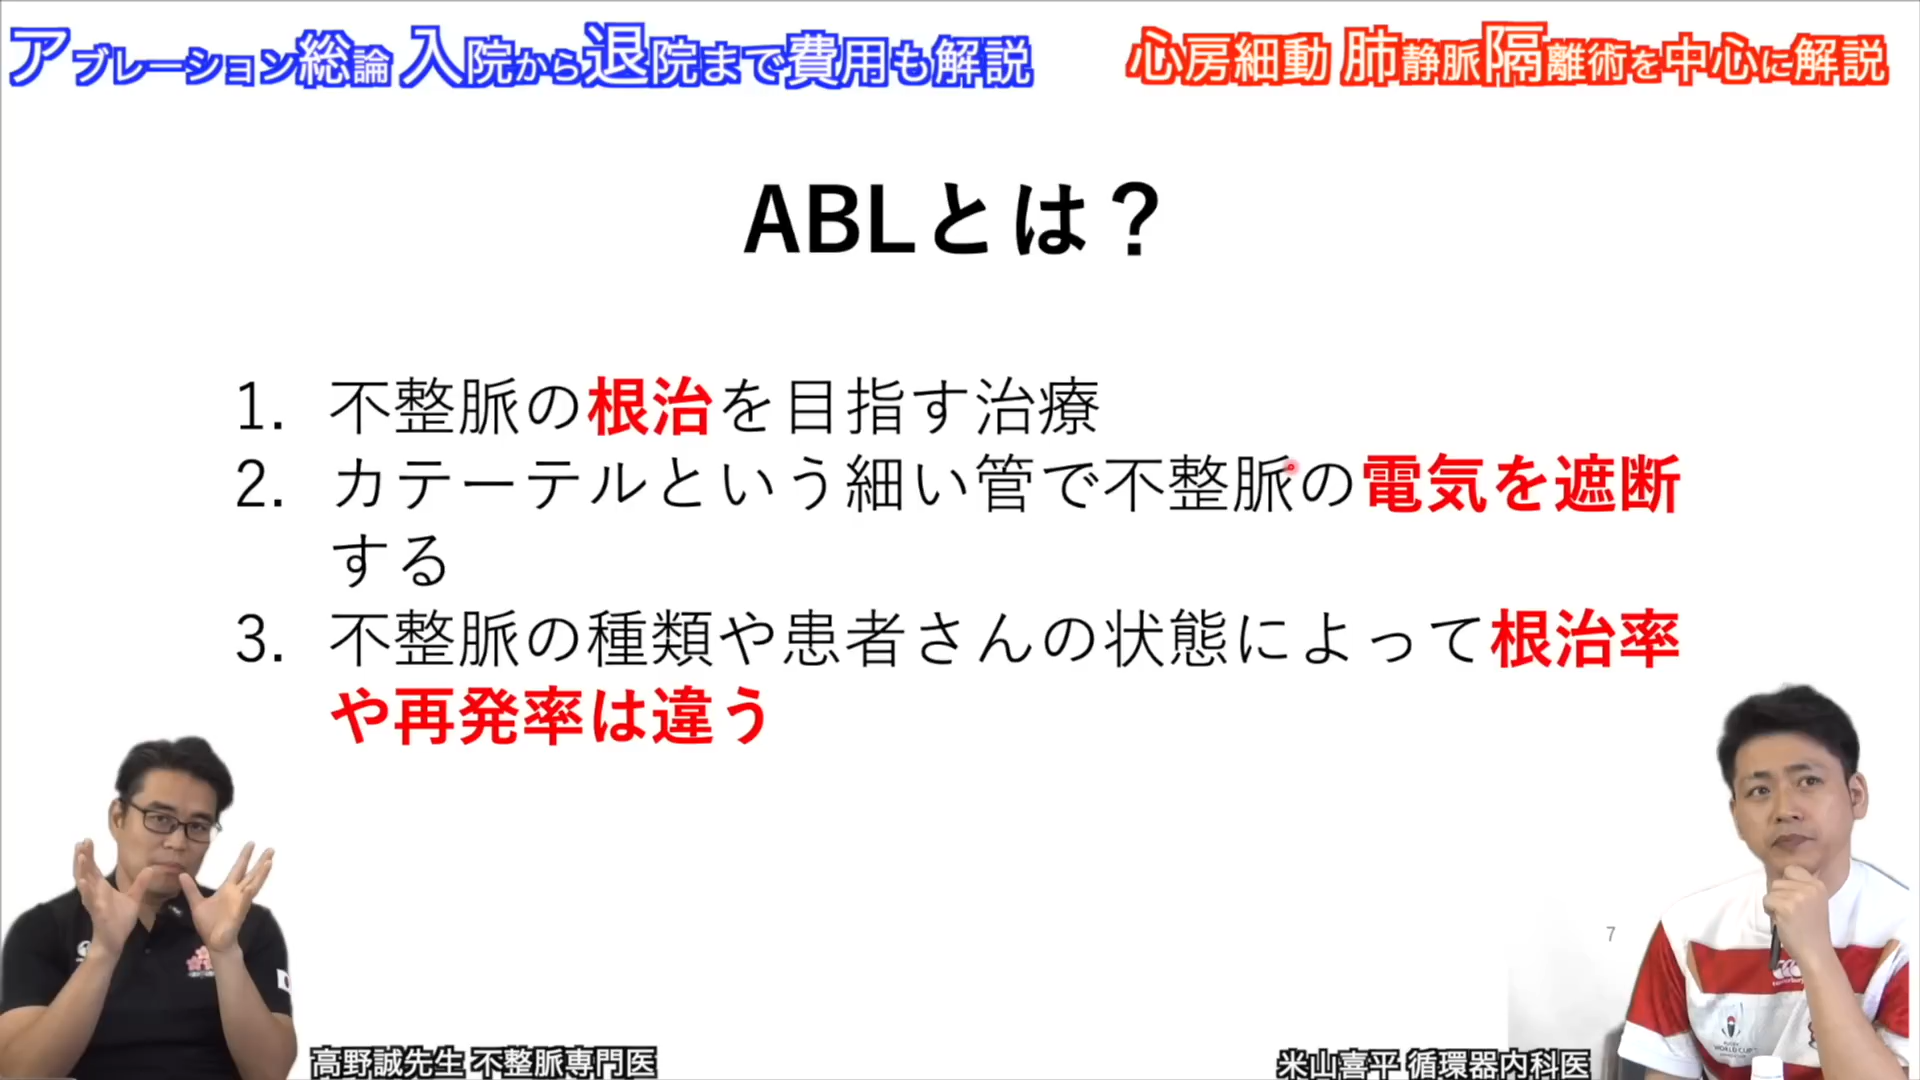 アブレーション総論 入院から退院まで費用も解説
心房細動 肺静脈隔離術を中心に解説
ABLとは？
1. 不整脈の根治を目指す治療
2. カテーテルという細い管で不整脈の電気を遮断
する
3. 不整脈の種類や患者さんの状態によって根治率
や再発率は違う
7
WORLD CUP
高野誠先生 不整脈専門医
米山喜平 循環器内科医